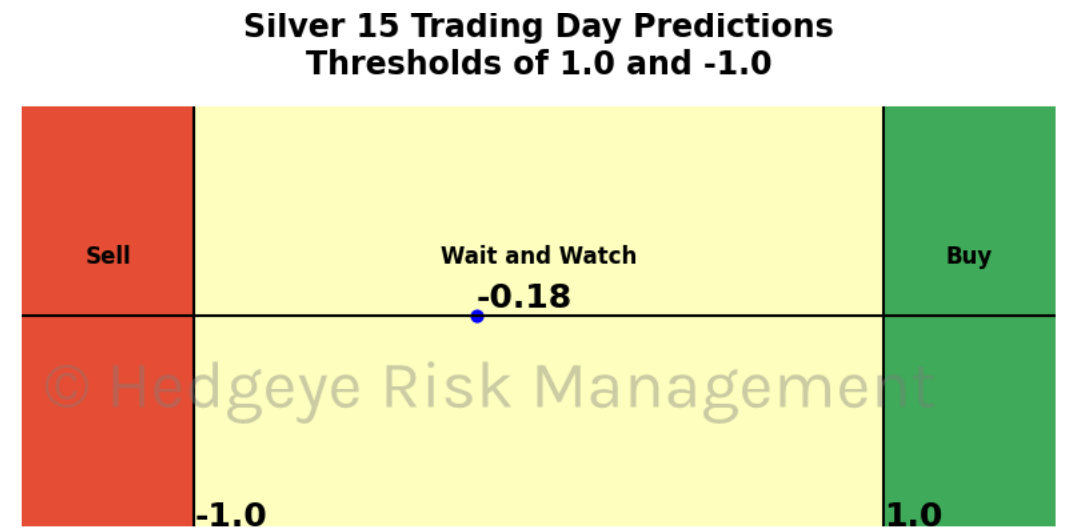 Silver 15 Trading Day Predictions
Thresholds of 1.0 and -1.0
Sell
Wait and Watch
Buy
-0.18
© Hedgeye Risk Management
-1.0
1.0